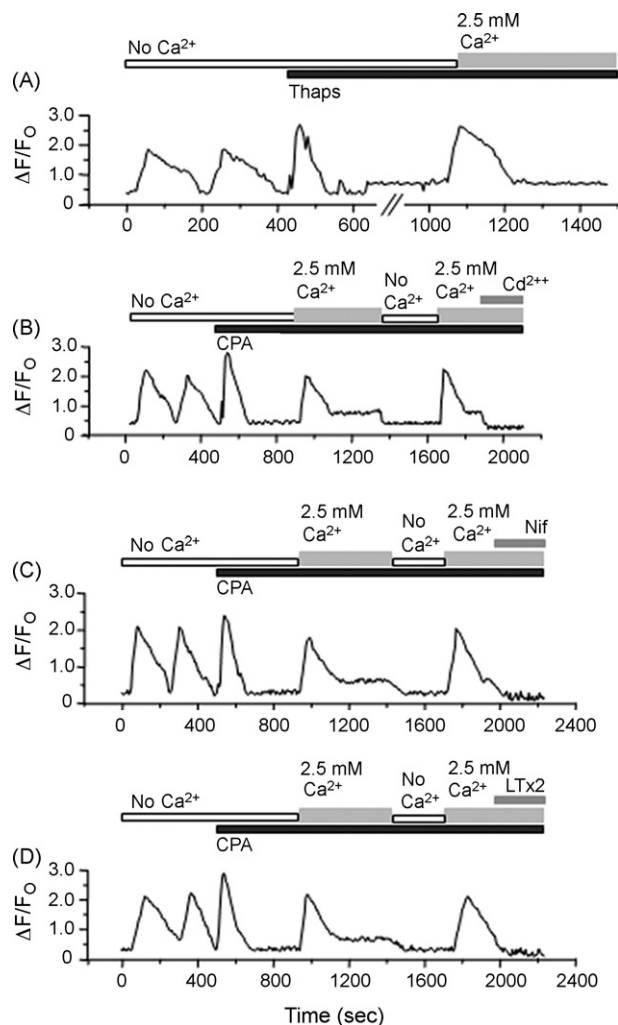 2.5 mM
No Ca²⁺ Ca²⁺
(A)
Thaps
3.0
2.0
1.0
0
ΔF/F_O
0 200 400 600 1000 1200 1400
2.5 mM No 2.5 mM Cd²⁺⁺
No Ca²⁺ Ca²⁺ Ca²⁺ Ca²⁺
(B)
CPA
3.0
2.0
1.0
0
ΔF/F_O
0 400 800 1200 1600 2000
2.5 mM No 2.5 mM Nif
No Ca²⁺ Ca²⁺ Ca²⁺ Ca²⁺
(C)
CPA
3.0
2.0
1.0
0
ΔF/F_O
0 400 800 1200 1600 2000 2400
2.5 mM No 2.5 mM LTx2
No Ca²⁺ Ca²⁺ Ca²⁺ Ca²⁺
(D)
CPA
3.0
2.0
1.0
0
ΔF/F_O
0 400 800 1200 1600 2000 2400
Time (sec)